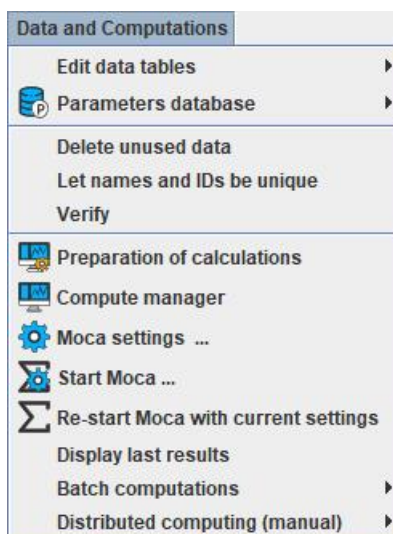 Data and Computations
Edit data tables
Parameters database
Delete unused data
Let names and IDs be unique
Verify
Preparation of calculations
Compute manager
Moca settings ...
Start Moca ...
Re-start Moca with current settings
Display last results
Batch computations
Distributed computing (manual)